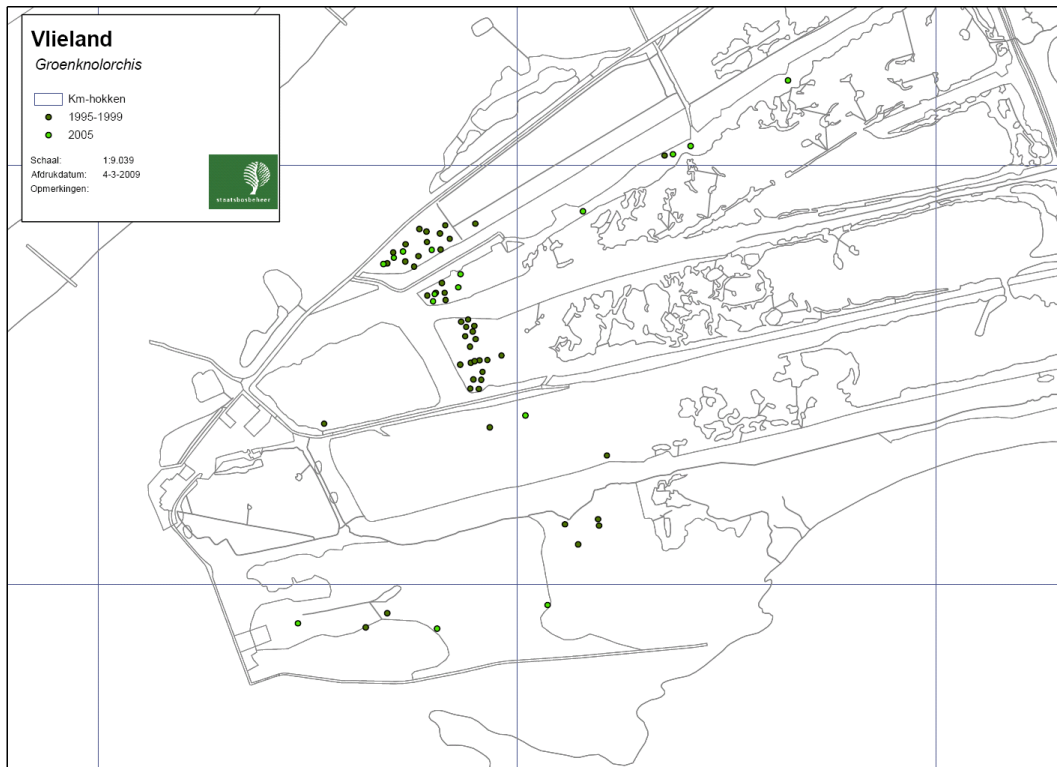 Vlieland
Groenknolorchis
Km-hokken
1995-1999
2005
Schaal: 1:9.039
Afdrukdatum: 4-3-2009
Opmerkingen:
staatsbosbeheer